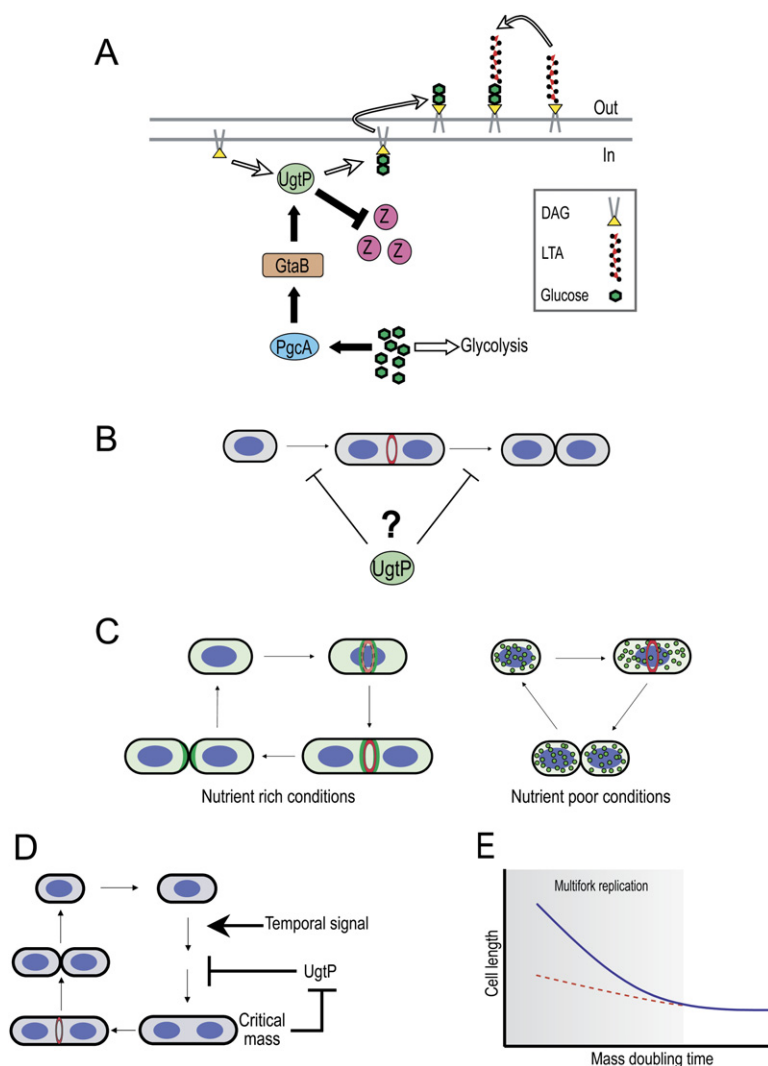 A
Out
In
UgtP
Z
Z
Z
GtaB
PgcA
Glycolysis
DAG
LTA
Glucose
B
?
UgtP
C
Nutrient rich conditions
Nutrient poor conditions
D
Temporal signal
UgtP
Critical
mass
E
Multifork replication
Cell length
Mass doubling time